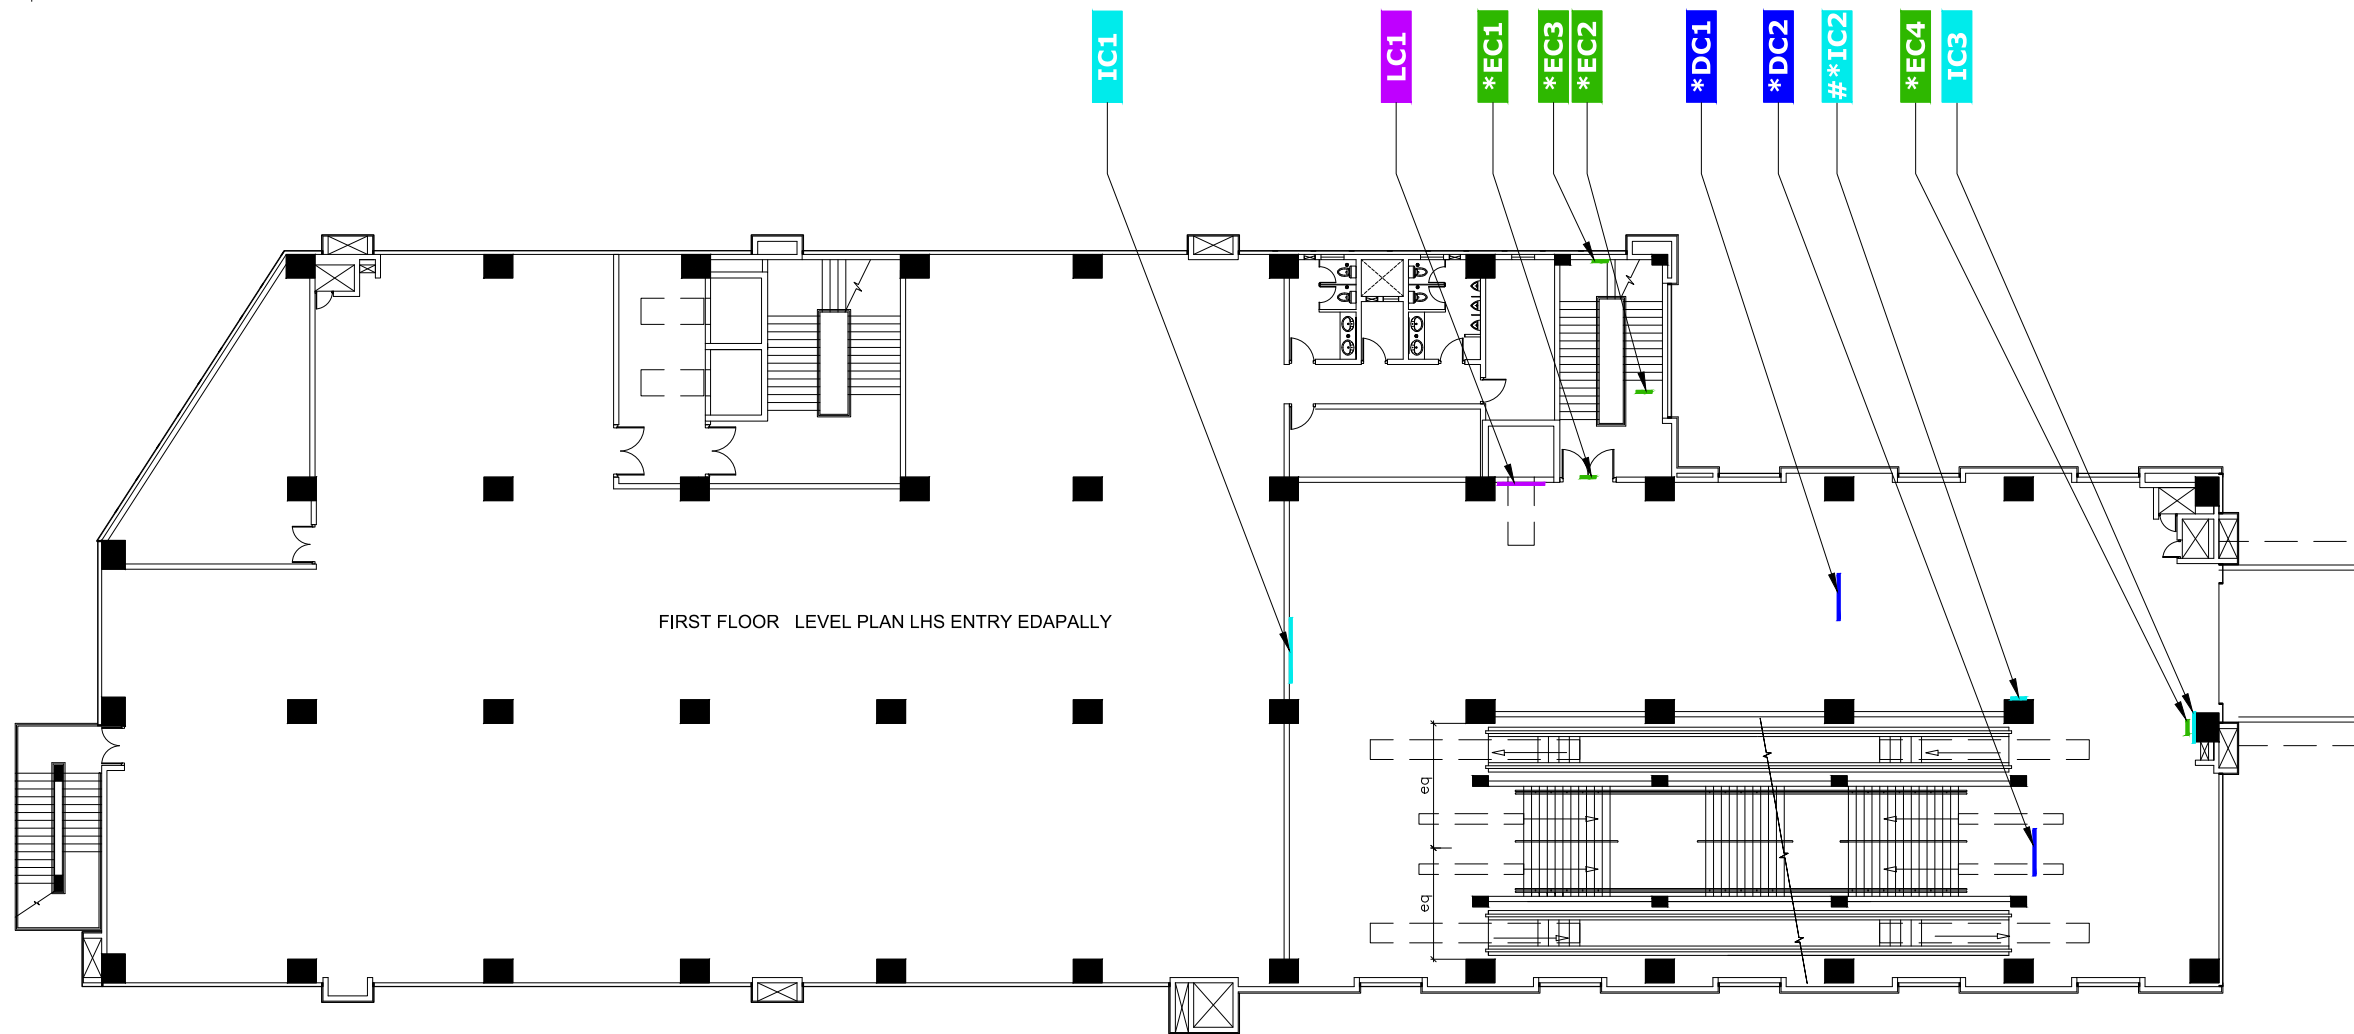 IC1
LC1
*EC1
*EC3
*EC2
*DC1
*DC2
#*IC2
*EC4
IC3
FIRST FLOOR LEVEL PLAN LHS ENTRY EDAPALLY
eq
eq